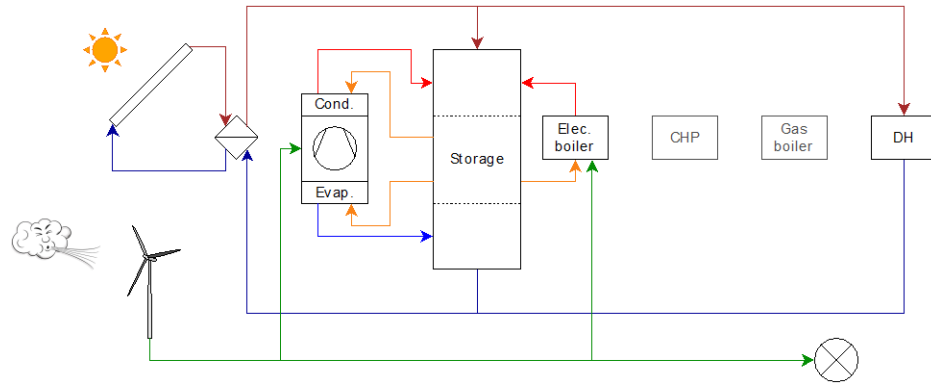 Cond.
Evap.
Storage
Elec.
boiler
CHP
Gas
boiler
DH